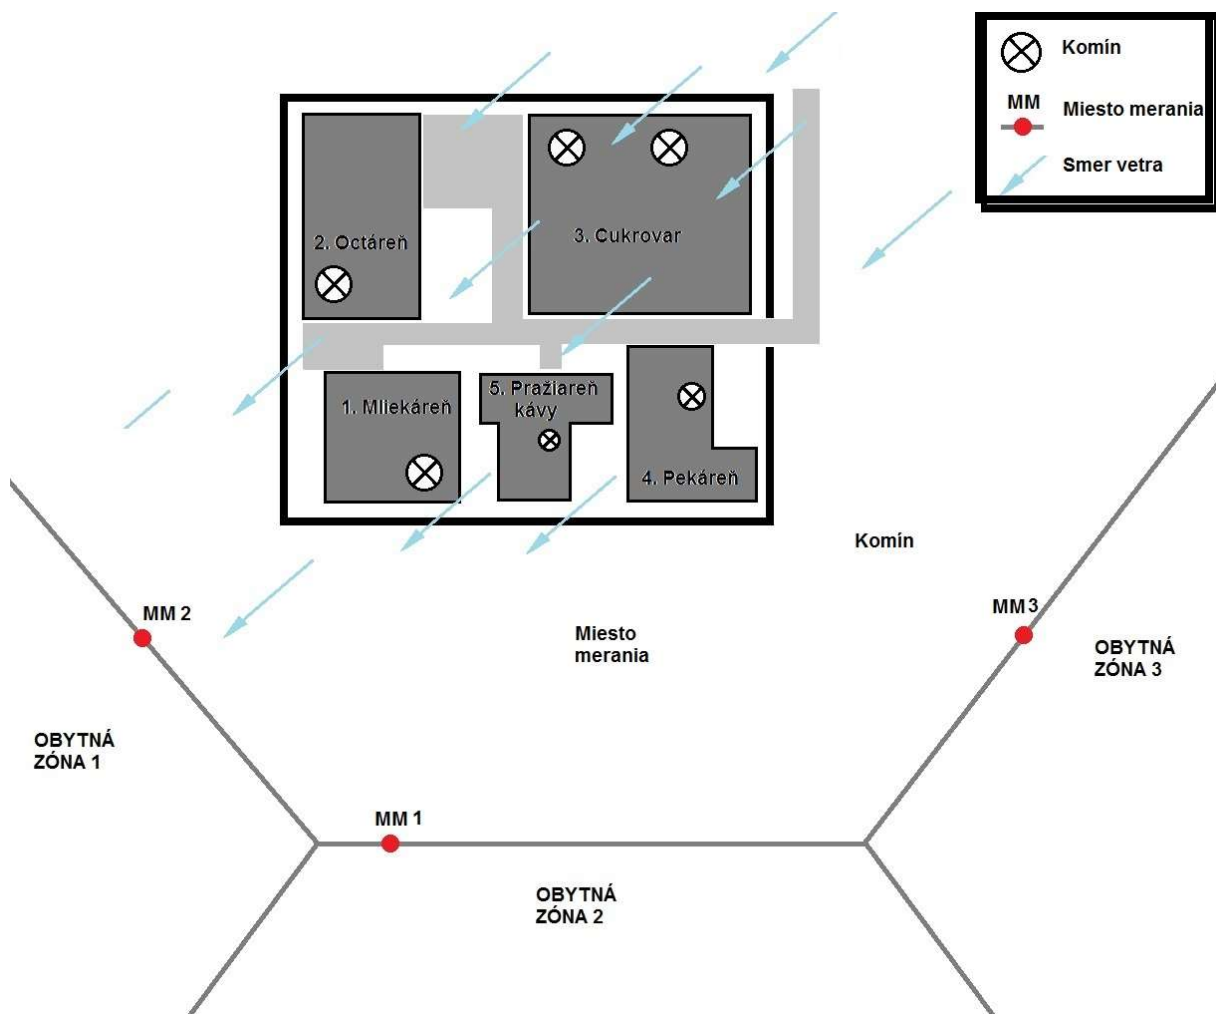 Komín
MM
Miesto merania
Smer vetra
2. Octáreň
3. Cukrovar
1. Mliekáreň
5. Pražiareň
kávy
4. Pekáreň
Komín
MM 2
Miesto
merania
MM 3
OBYTNÁ
ZÓNA 3
OBYTNÁ
ZÓNA 1
MM 1
OBYTNÁ
ZÓNA 2